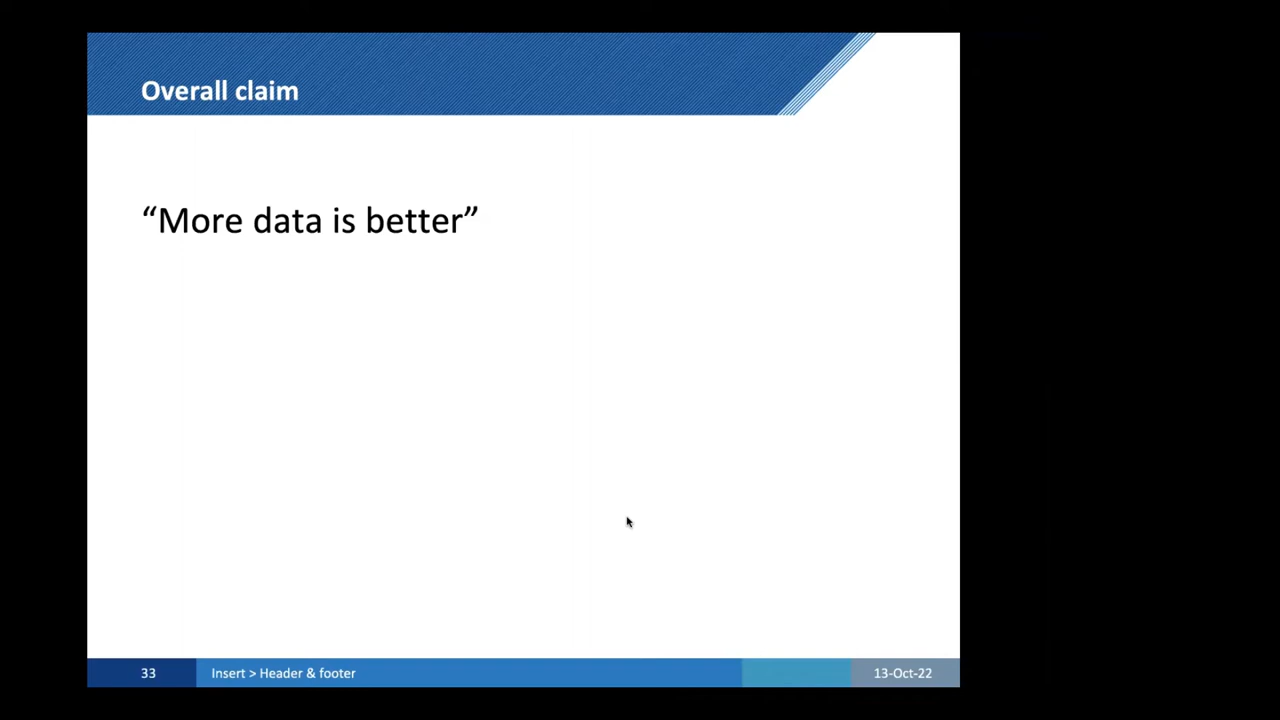 Overall claim
“More data is better”
33
Insert > Header & footer
13-Oct-22